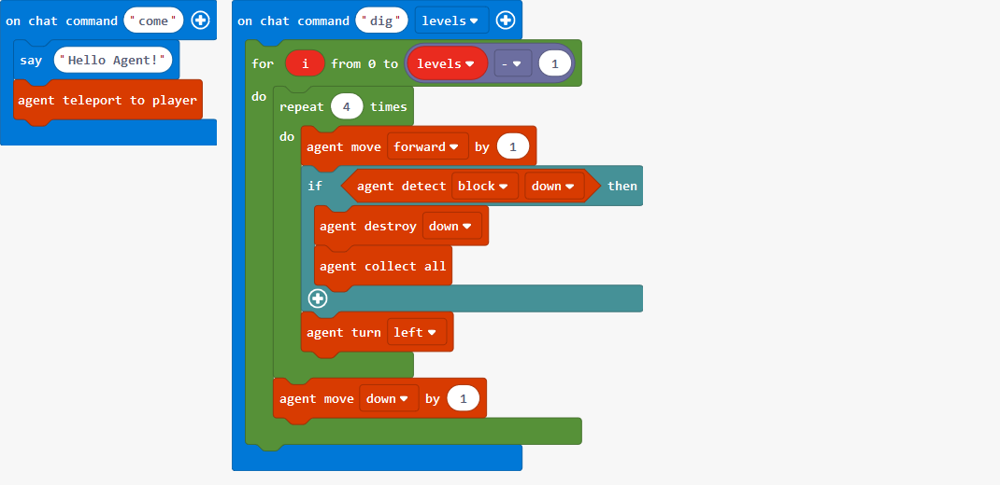 on chat command "come"
say "Hello Agent!"
agent teleport to player
on chat command "dig" levels
for i from 0 to levels - 1
do
repeat 4 times
do
agent move forward by 1
if agent detect block down then
agent destroy down
agent collect all
agent turn left
agent move down by 1